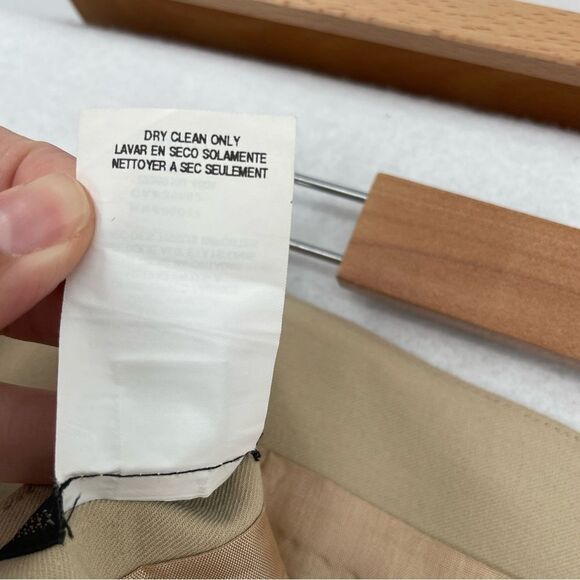 DRY CLEAN ONLY
LAVAR EN SECO SOLAMENTE
NETTOYER A SEC SEULEMENT